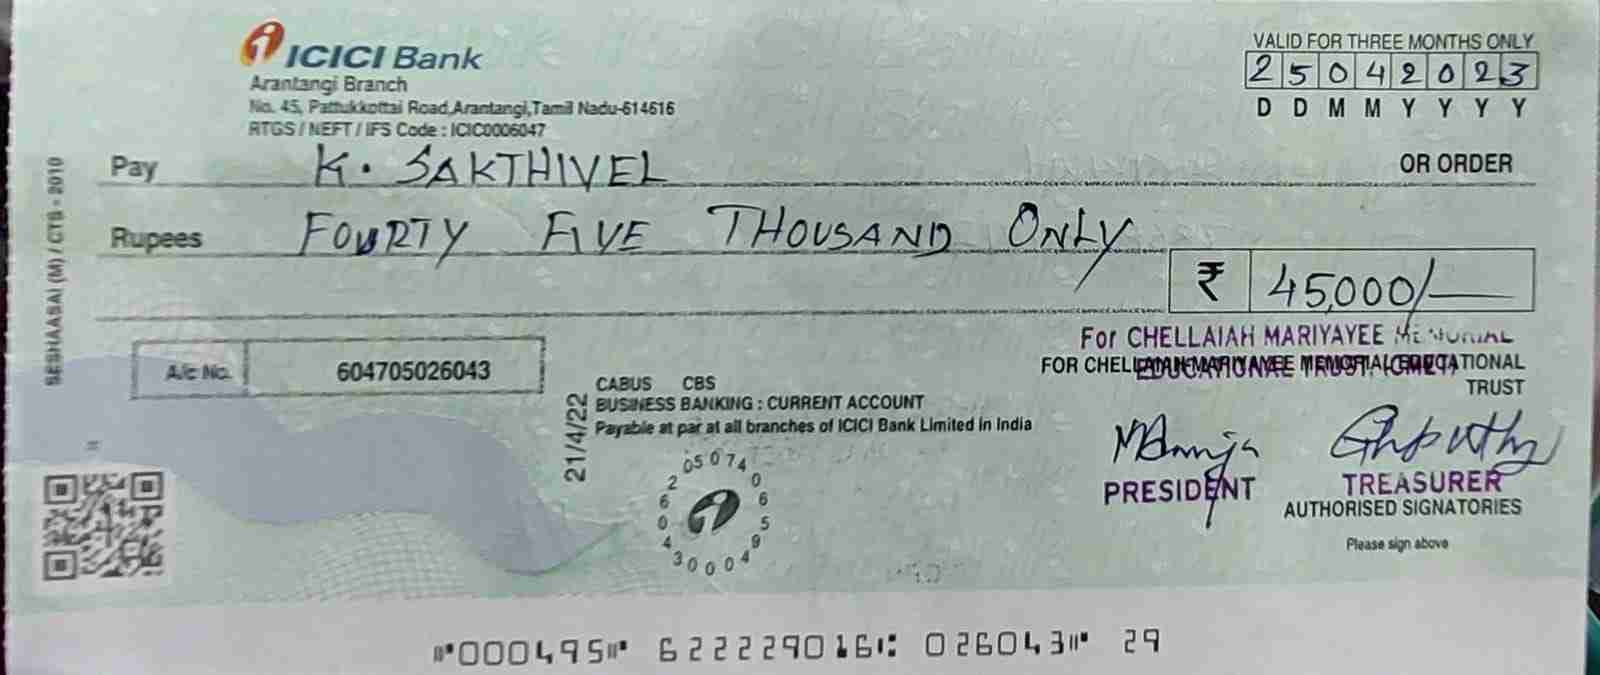 ICICI Bank
Arantangi Branch
No. 45, Pattukkottai Road,Arantangi,Tamil Nadu-614616
RTGS / NEFT / IFS Code : ICIC0006047
VALID FOR THREE MONTHS ONLY
25042023
D D M M Y Y Y Y
Pay K. SAKTHIVEL OR ORDER
Rupees FOURTY FIVE THOUSAND ONLY
₹ 45,000/-
A/c No. 604705026043
For CHELLAIAH MARIYAYEE MEMORIAL
FOR CHELLAIAH MARIYAYEE MEMORIAL EDUCATIONAL
EDUCATIONAL TRUST (CMET)
TRUST
CABUS CBS
BUSINESS BANKING : CURRENT ACCOUNT
Payable at par at all branches of ICICI Bank Limited in India
21/4/22
SESHAASAI (M) / CTS - 2010
PRESIDENT
TREASURER
AUTHORISED SIGNATORIES
Please sign above
⑈000495⑈ 622229016⑆ 026043⑈ 29